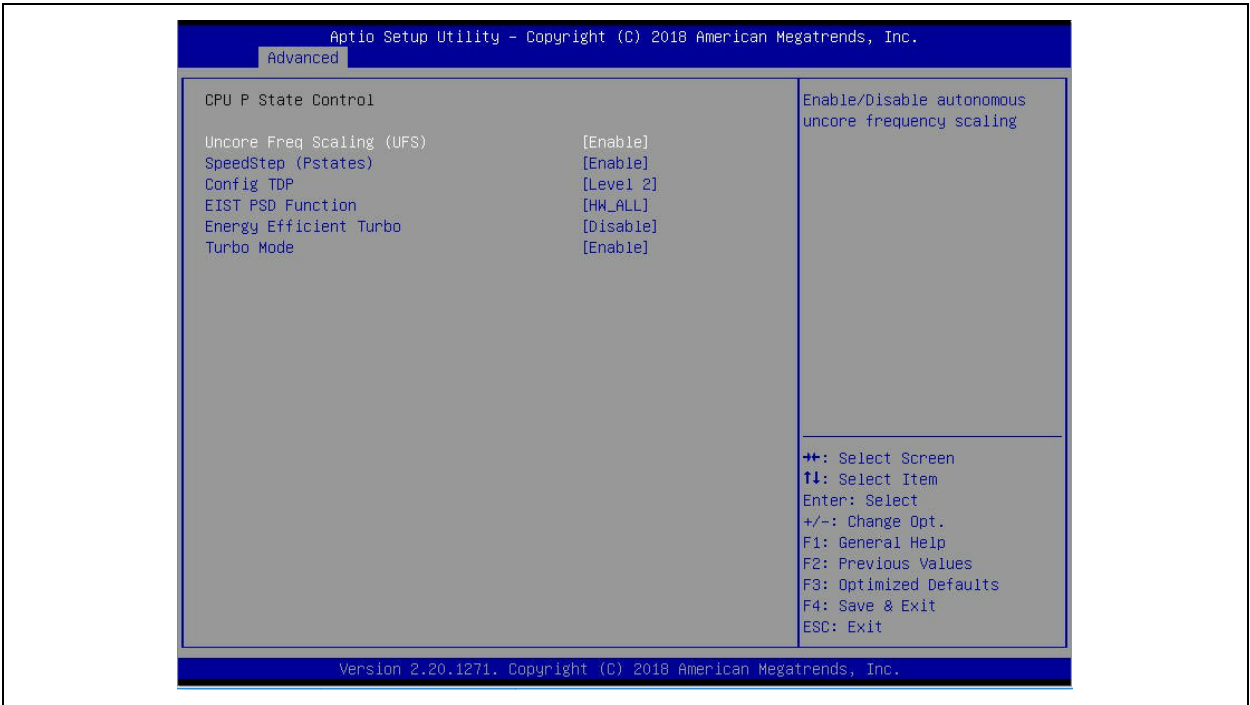 Aptio Setup Utility – Copyright (C) 2018 American Megatrends, Inc.
Advanced
CPU P State Control
Uncore Freq Scaling (UFS) [Enable]
SpeedStep (Pstates) [Enable]
Config TDP [Level 2]
EIST PSD Function [HW_ALL]
Energy Efficient Turbo [Disable]
Turbo Mode [Enable]
Enable/Disable autonomous
uncore frequency scaling
→←: Select Screen
↑↓: Select Item
Enter: Select
+/-: Change Opt.
F1: General Help
F2: Previous Values
F3: Optimized Defaults
F4: Save & Exit
ESC: Exit
Version 2.20.1271. Copyright (C) 2018 American Megatrends, Inc.